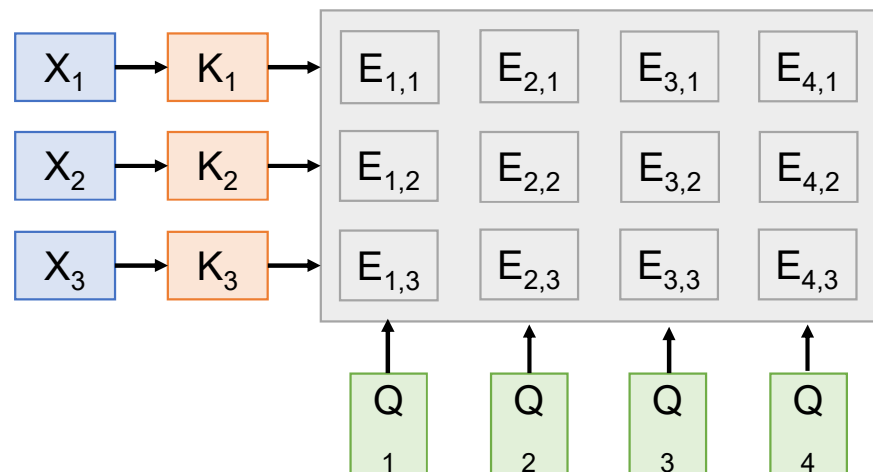 X1 K1 E1,1 E2,1 E3,1 E4,1
X2 K2 E1,2 E2,2 E3,2 E4,2
X3 K3 E1,3 E2,3 E3,3 E4,3
Q Q Q Q
1 2 3 4